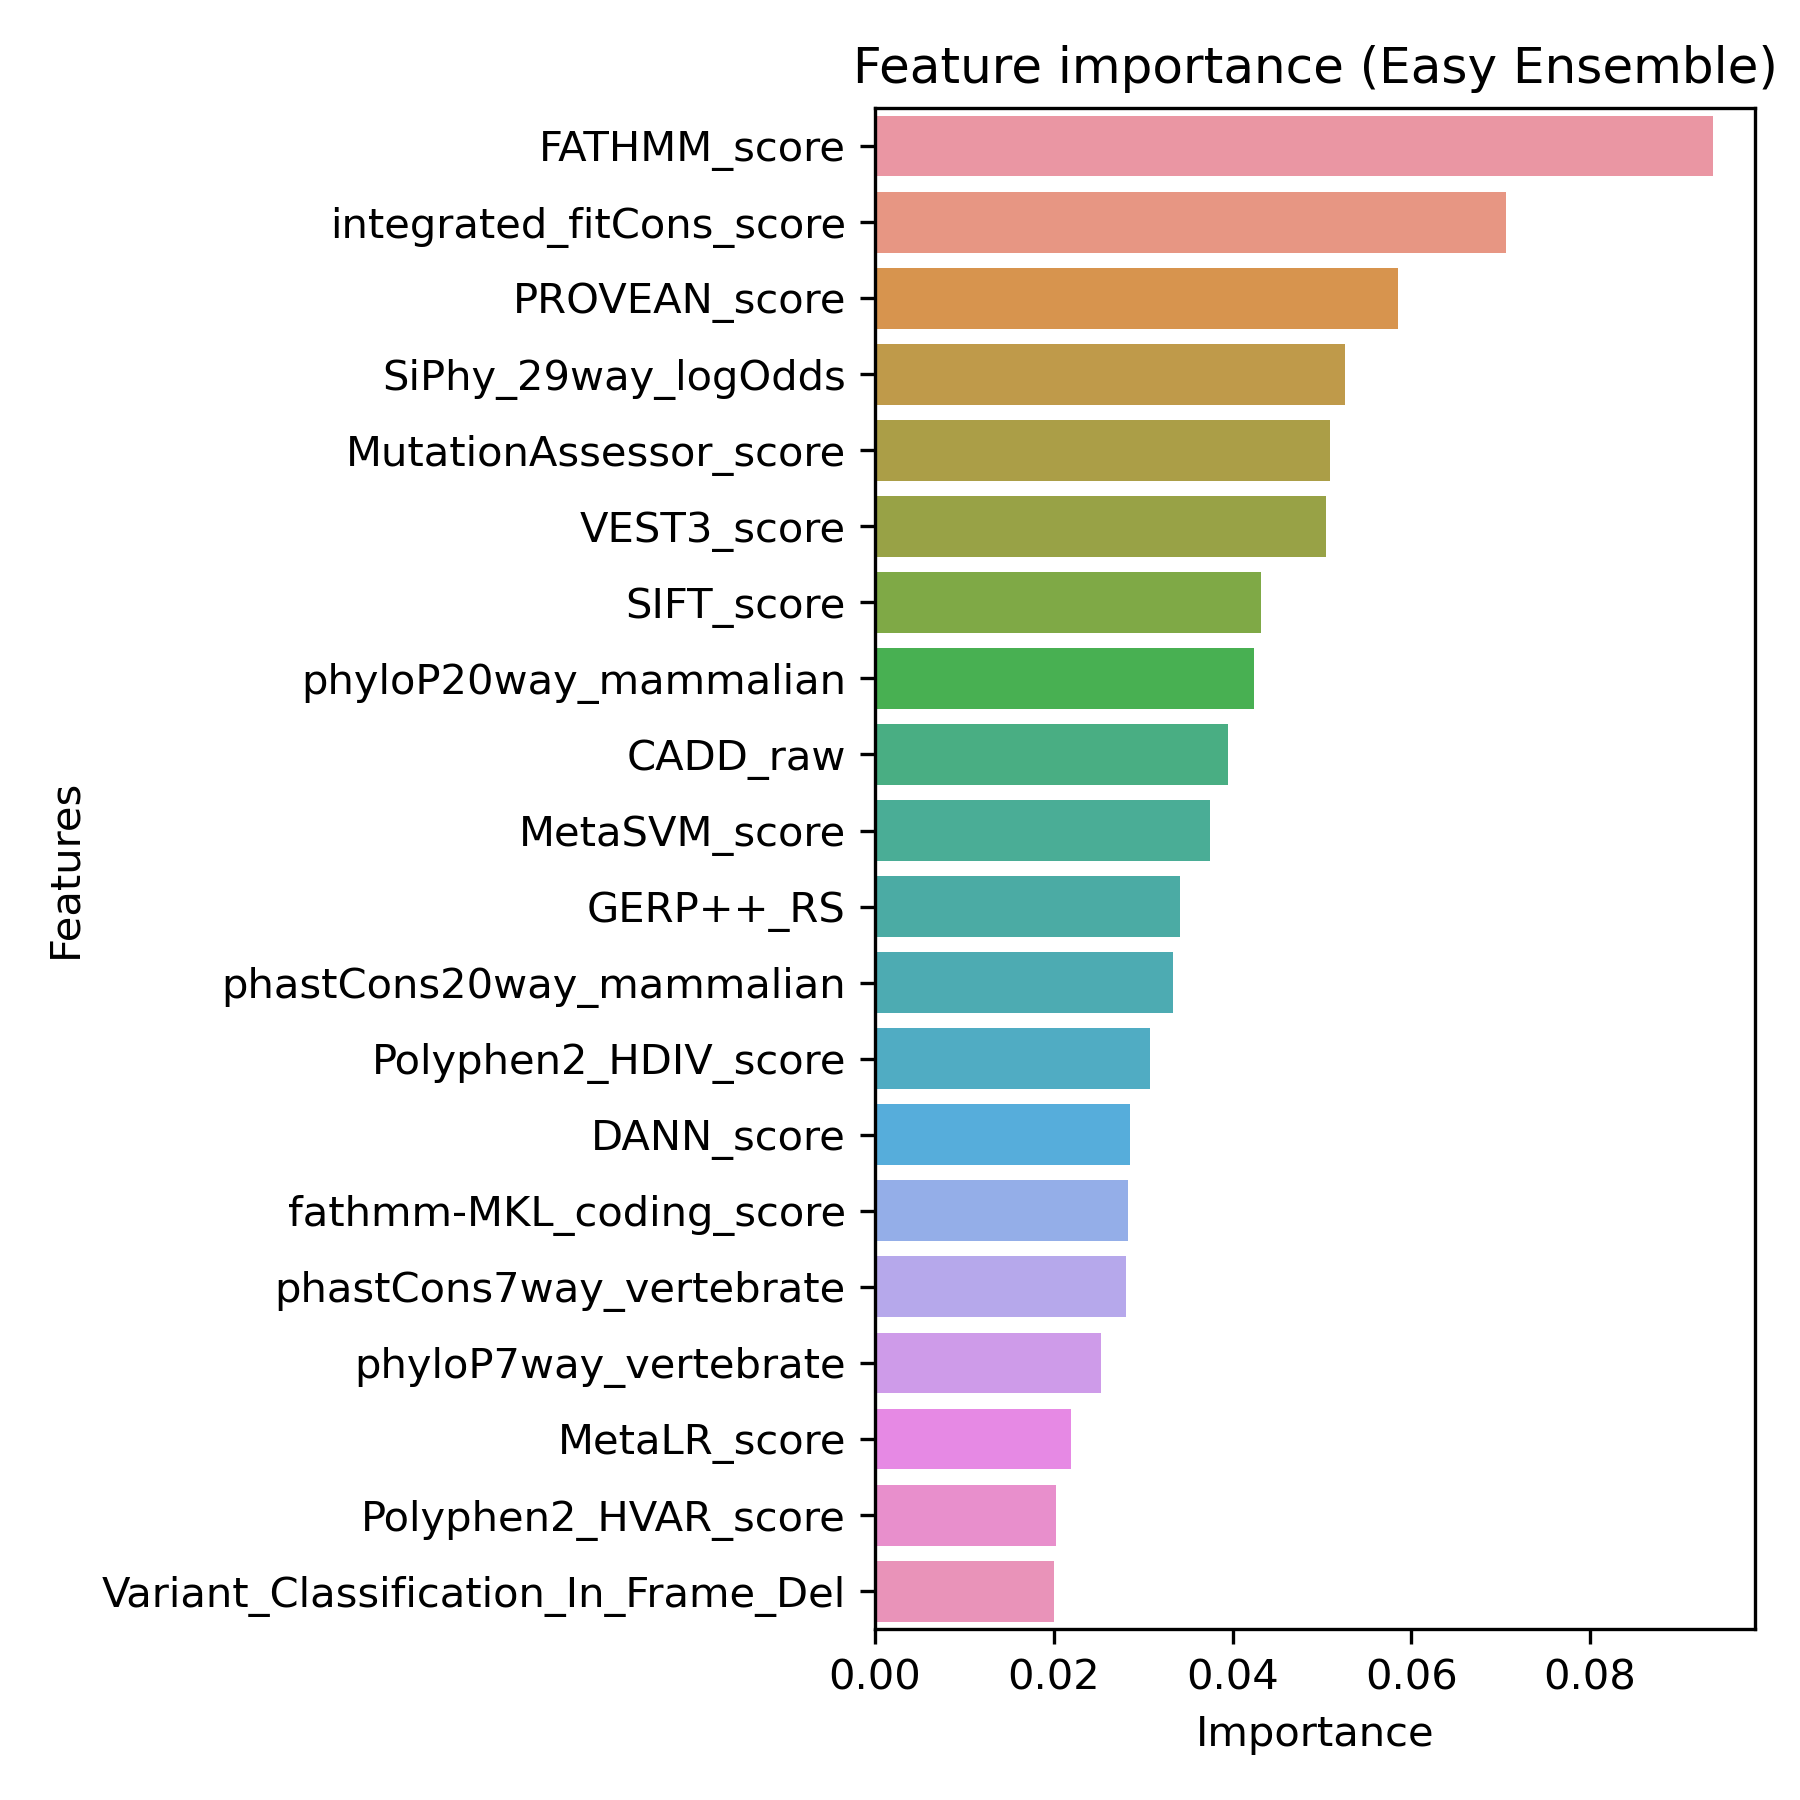 Feature importance (Easy Ensemble)
FATHMM_score
integrated_fitCons_score
PROVEAN_score
SiPhy_29way_logOdds
MutationAssessor_score
VEST3_score
SIFT_score
phyloP20way_mammalian
CADD_raw
MetaSVM_score
GERP++_RS
phastCons20way_mammalian
Polyphen2_HDIV_score
DANN_score
fathmm-MKL_coding_score
phastCons7way_vertebrate
phyloP7way_vertebrate
MetaLR_score
Polyphen2_HVAR_score
Variant_Classification_In_Frame_Del
Features
0.00 0.02 0.04 0.06 0.08
Importance